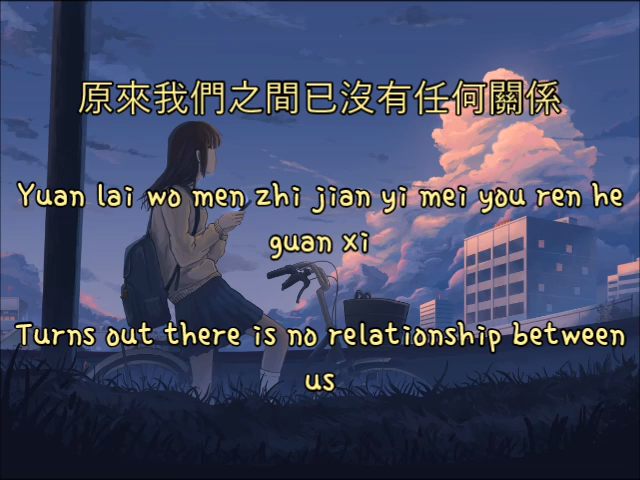 原來我們之間已沒有任何關係
Yuan lai wo men zhi jian yi mei you ren he
guan xi
Turns out there is no relationship between
us